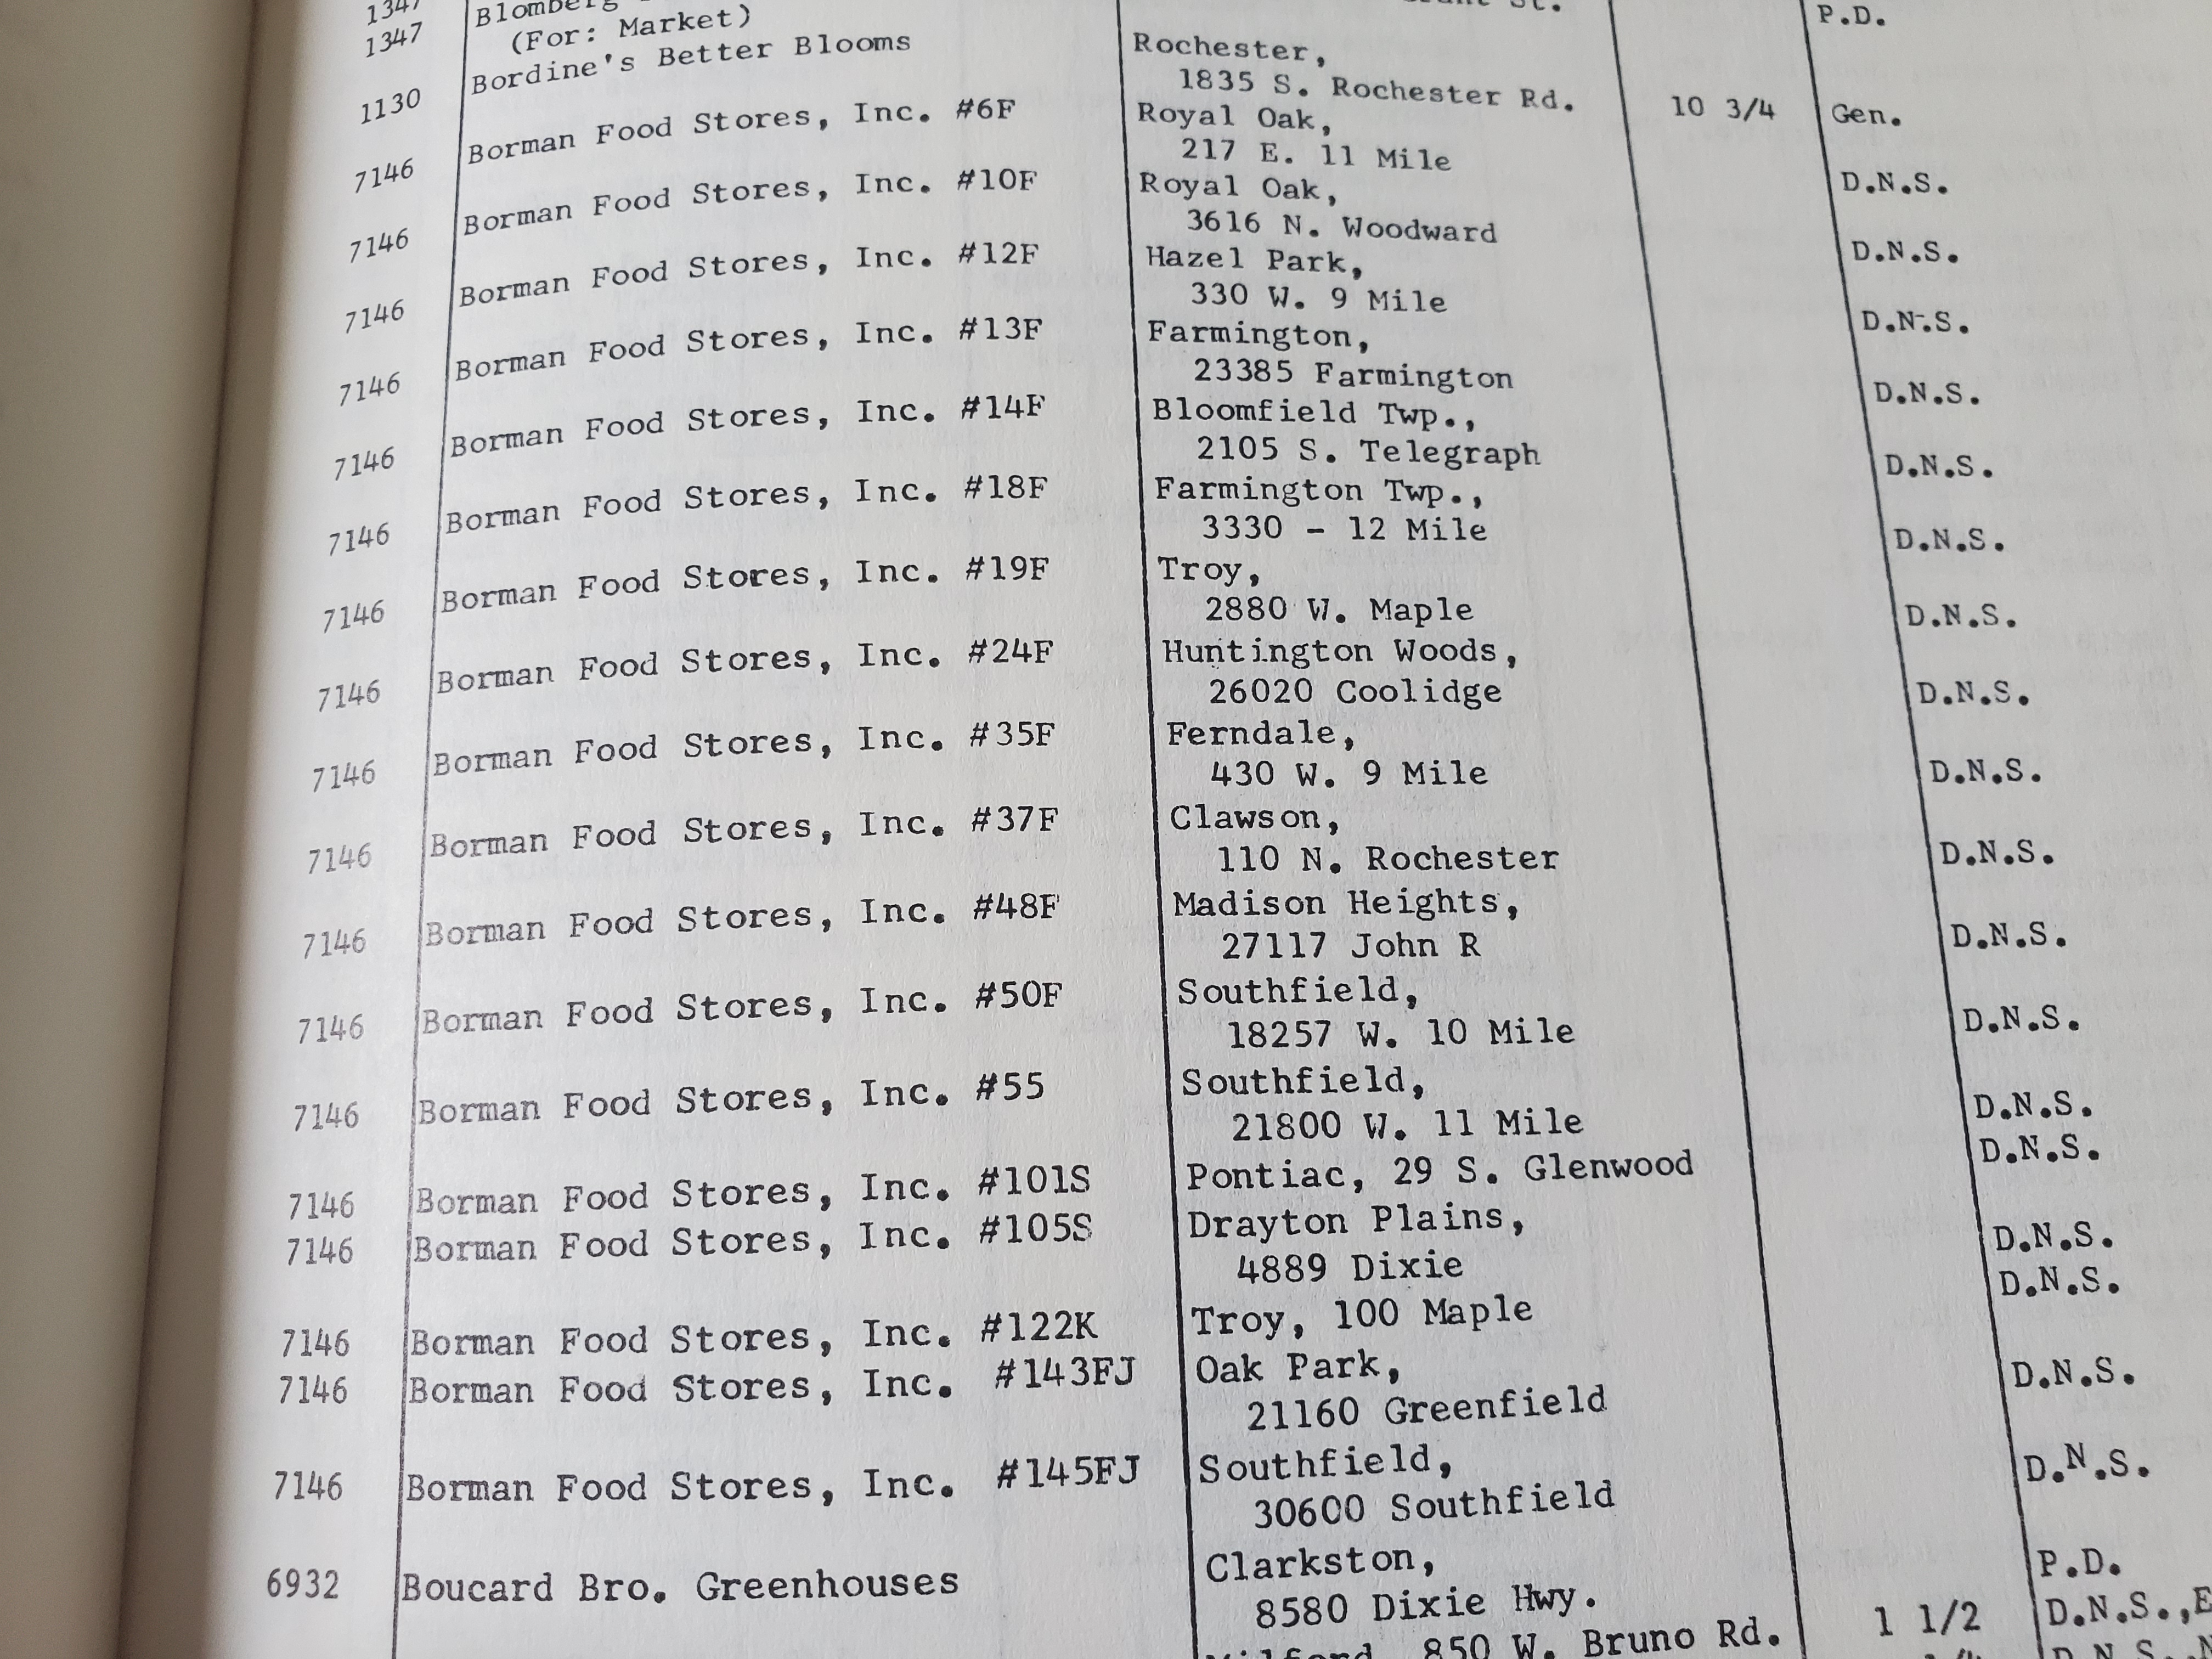 1347 Blomberg
1347 (For: Market) St. P.D.
1130 Bordine's Better Blooms Rochester,
1835 S. Rochester Rd. 10 3/4 Gen.
7146 Borman Food Stores, Inc. #6F Royal Oak,
217 E. 11 Mile D.N.S.
7146 Borman Food Stores, Inc. #10F Royal Oak,
3616 N. Woodward D.N.S.
7146 Borman Food Stores, Inc. #12F Hazel Park,
330 W. 9 Mile D.N.S.
7146 Borman Food Stores, Inc. #13F Farmington,
23385 Farmington D.N.S.
7146 Borman Food Stores, Inc. #14F Bloomfield Twp.,
2105 S. Telegraph D.N.S.
7146 Borman Food Stores, Inc. #18F Farmington Twp.,
3330 - 12 Mile D.N.S.
7146 Borman Food Stores, Inc. #19F Troy,
2880 W. Maple D.N.S.
7146 Borman Food Stores, Inc. #24F Huntington Woods,
26020 Coolidge D.N.S.
7146 Borman Food Stores, Inc. #35F Ferndale,
430 W. 9 Mile D.N.S.
7146 Borman Food Stores, Inc. #37F Clawson,
110 N. Rochester D.N.S.
7146 Borman Food Stores, Inc. #48F Madison Heights,
27117 John R D.N.S.
7146 Borman Food Stores, Inc. #50F Southfield,
18257 W. 10 Mile D.N.S.
7146 Borman Food Stores, Inc. #55 Southfield,
21800 W. 11 Mile D.N.S.
7146 Borman Food Stores, Inc. #101S Pontiac, 29 S. Glenwood D.N.S.
7146 Borman Food Stores, Inc. #105S Drayton Plains,
4889 Dixie D.N.S.
7146 Borman Food Stores, Inc. #122K Troy, 100 Maple D.N.S.
7146 Borman Food Stores, Inc. #143FJ Oak Park,
21160 Greenfield D.N.S.
7146 Borman Food Stores, Inc. #145FJ Southfield,
30600 Southfield D.N.S.
6932 Boucard Bro. Greenhouses Clarkston,
8580 Dixie Hwy. P.D.
850 W. Bruno Rd. 1 1/2 D.N.S.,E